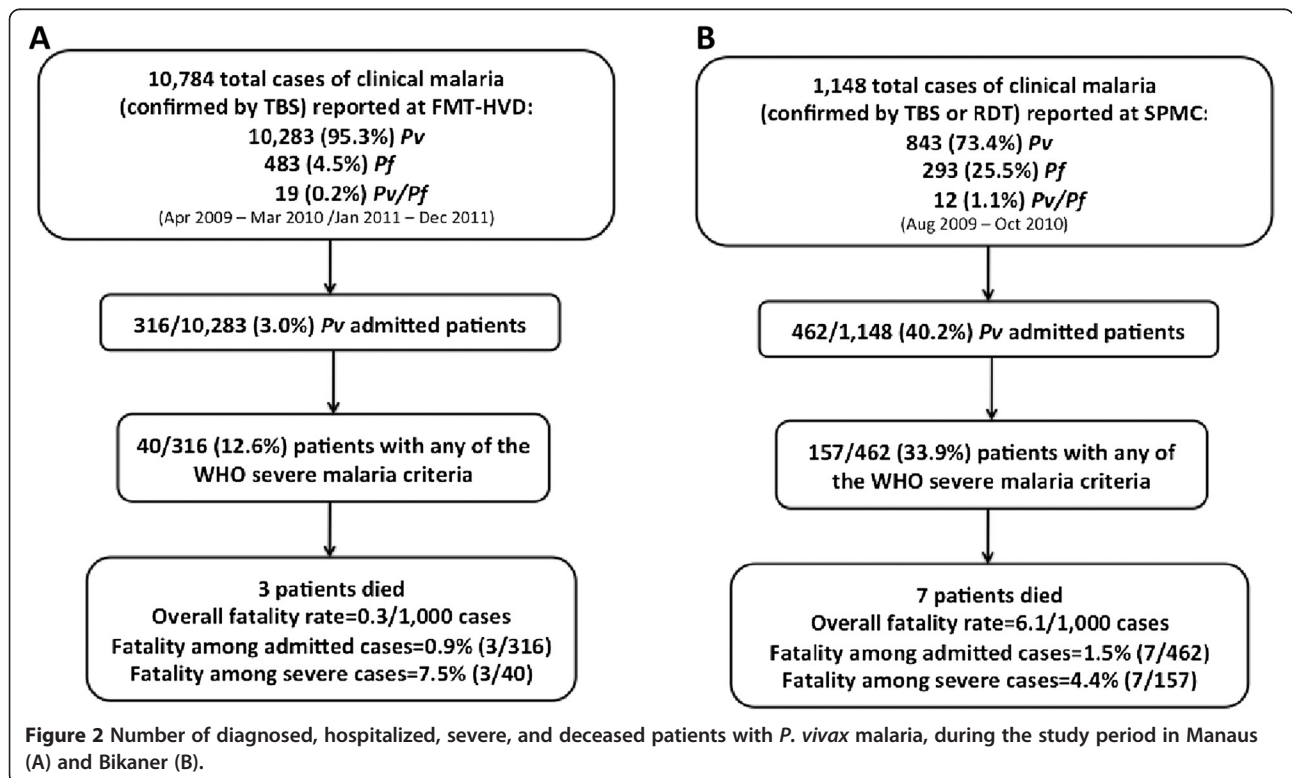 A
10,784 total cases of clinical malaria
(confirmed by TBS) reported at FMT-HVD:
10,283 (95.3%) Pv
483 (4.5%) Pf
19 (0.2%) Pv/Pf
(Apr 2009 – Mar 2010 /Jan 2011 – Dec 2011)
316/10,283 (3.0%) Pv admitted patients
40/316 (12.6%) patients with any of the
WHO severe malaria criteria
3 patients died
Overall fatality rate=0.3/1,000 cases
Fatality among admitted cases=0.9% (3/316)
Fatality among severe cases=7.5% (3/40)
B
1,148 total cases of clinical malaria
(confirmed by TBS or RDT) reported at SPMC:
843 (73.4%) Pv
293 (25.5%) Pf
12 (1.1%) Pv/Pf
(Aug 2009 – Oct 2010)
462/1,148 (40.2%) Pv admitted patients
157/462 (33.9%) patients with any of
the WHO severe malaria criteria
7 patients died
Overall fatality rate=6.1/1,000 cases
Fatality among admitted cases=1.5% (7/462)
Fatality among severe cases=4.4% (7/157)
Figure 2 Number of diagnosed, hospitalized, severe, and deceased patients with P. vivax malaria, during the study period in Manaus
(A) and Bikaner (B).